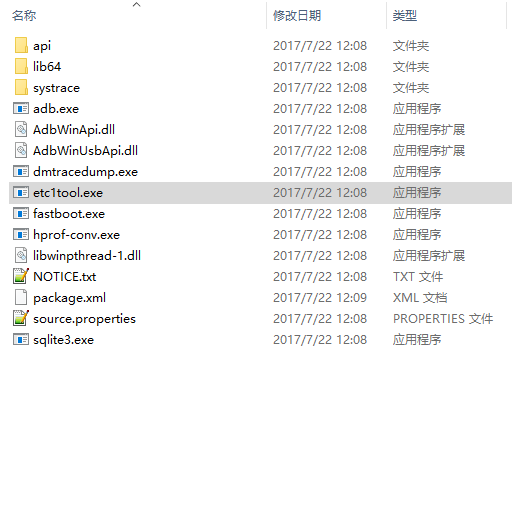 名称 修改日期 类型
api 2017/7/22 12:08 文件夹
lib64 2017/7/22 12:08 文件夹
systrace 2017/7/22 12:08 文件夹
adb.exe 2017/7/22 12:08 应用程序
AdbWinApi.dll 2017/7/22 12:08 应用程序扩展
AdbWinUsbApi.dll 2017/7/22 12:08 应用程序扩展
dmtracedump.exe 2017/7/22 12:08 应用程序
etc1tool.exe 2017/7/22 12:08 应用程序
fastboot.exe 2017/7/22 12:08 应用程序
hprof-conv.exe 2017/7/22 12:08 应用程序
libwinpthread-1.dll 2017/7/22 12:08 应用程序扩展
NOTICE.txt 2017/7/22 12:08 TXT 文件
package.xml 2017/7/22 12:09 XML 文档
source.properties 2017/7/22 12:08 PROPERTIES 文件
sqlite3.exe 2017/7/22 12:08 应用程序